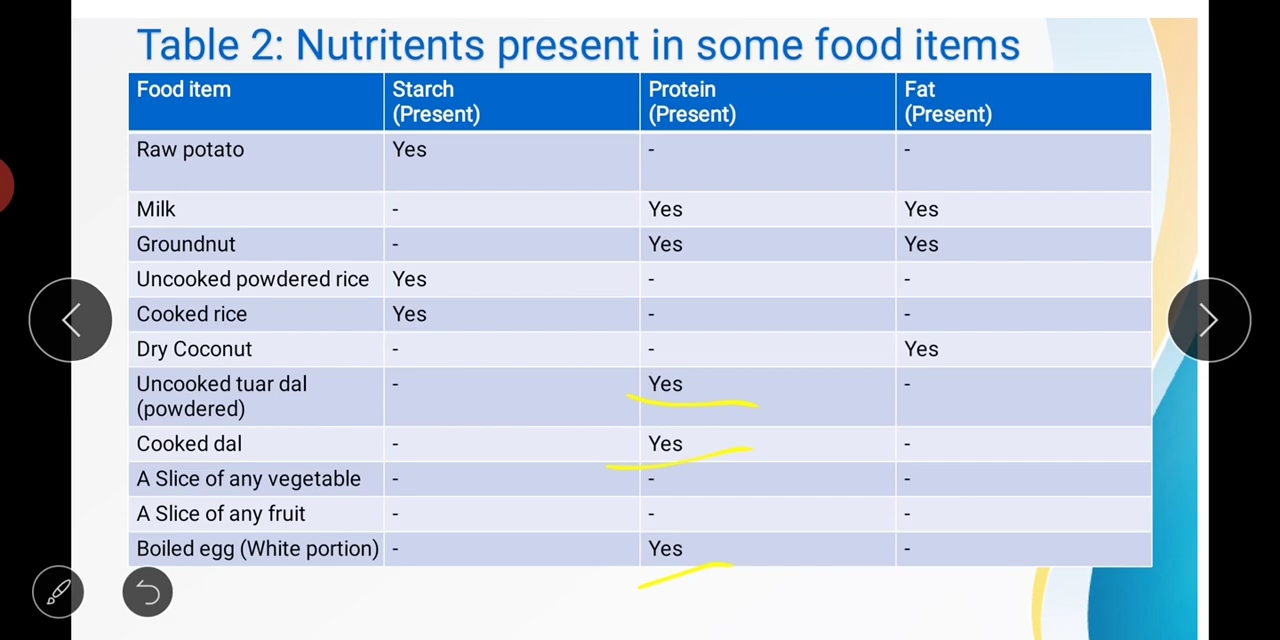 Table 2: Nutritents present in some food items
Food item Starch (Present) Protein (Present) Fat (Present)
Raw potato Yes - -
Milk - Yes Yes
Groundnut - Yes Yes
Uncooked powdered rice Yes - -
Cooked rice Yes - -
Dry Coconut - - Yes
Uncooked tuar dal (powdered) - Yes -
Cooked dal - Yes -
A Slice of any vegetable - - -
A Slice of any fruit - - -
Boiled egg (White portion) - Yes -